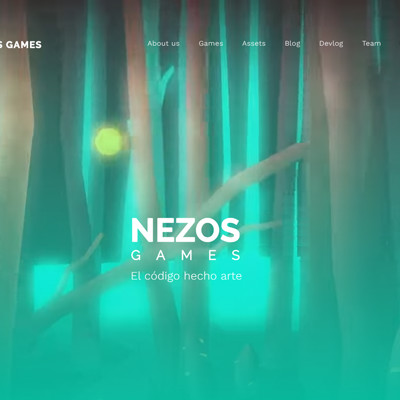 S GAMES
About us Games Assets Blog Devlog Team
NEZOS
GAMES
El código hecho arte